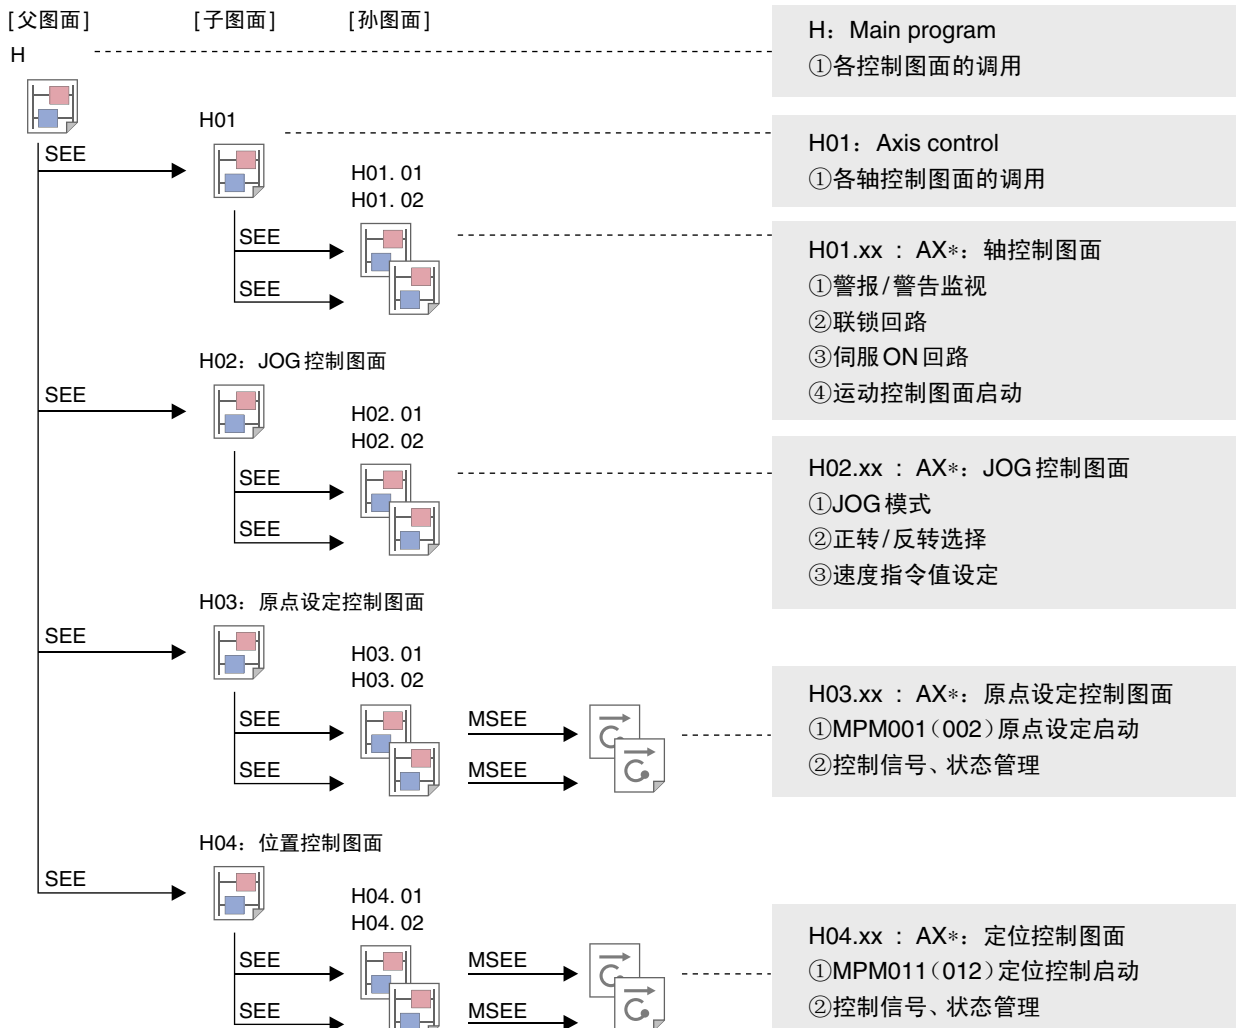 [父图面]
[子图面]
[孙图面]
H
H：Main program
①各控制图面的调用
SEE
H01
H01：Axis control
①各轴控制图面的调用
H01. 01
H01. 02
SEE
SEE
H01.xx : AX*：轴控制图面
①警报/警告监视
②联锁回路
③伺服ON回路
④运动控制图面启动
H02：JOG控制图面
SEE
H02. 01
H02. 02
SEE
SEE
H02.xx : AX*：JOG控制图面
①JOG模式
②正转/反转选择
③速度指令值设定
H03：原点设定控制图面
SEE
H03. 01
H03. 02
SEE
MSEE
SEE
MSEE
H03.xx : AX*：原点设定控制图面
①MPM001（002）原点设定启动
②控制信号、状态管理
H04：位置控制图面
SEE
H04. 01
H04. 02
SEE
MSEE
SEE
MSEE
H04.xx : AX*：定位控制图面
①MPM011（012）定位控制启动
②控制信号、状态管理